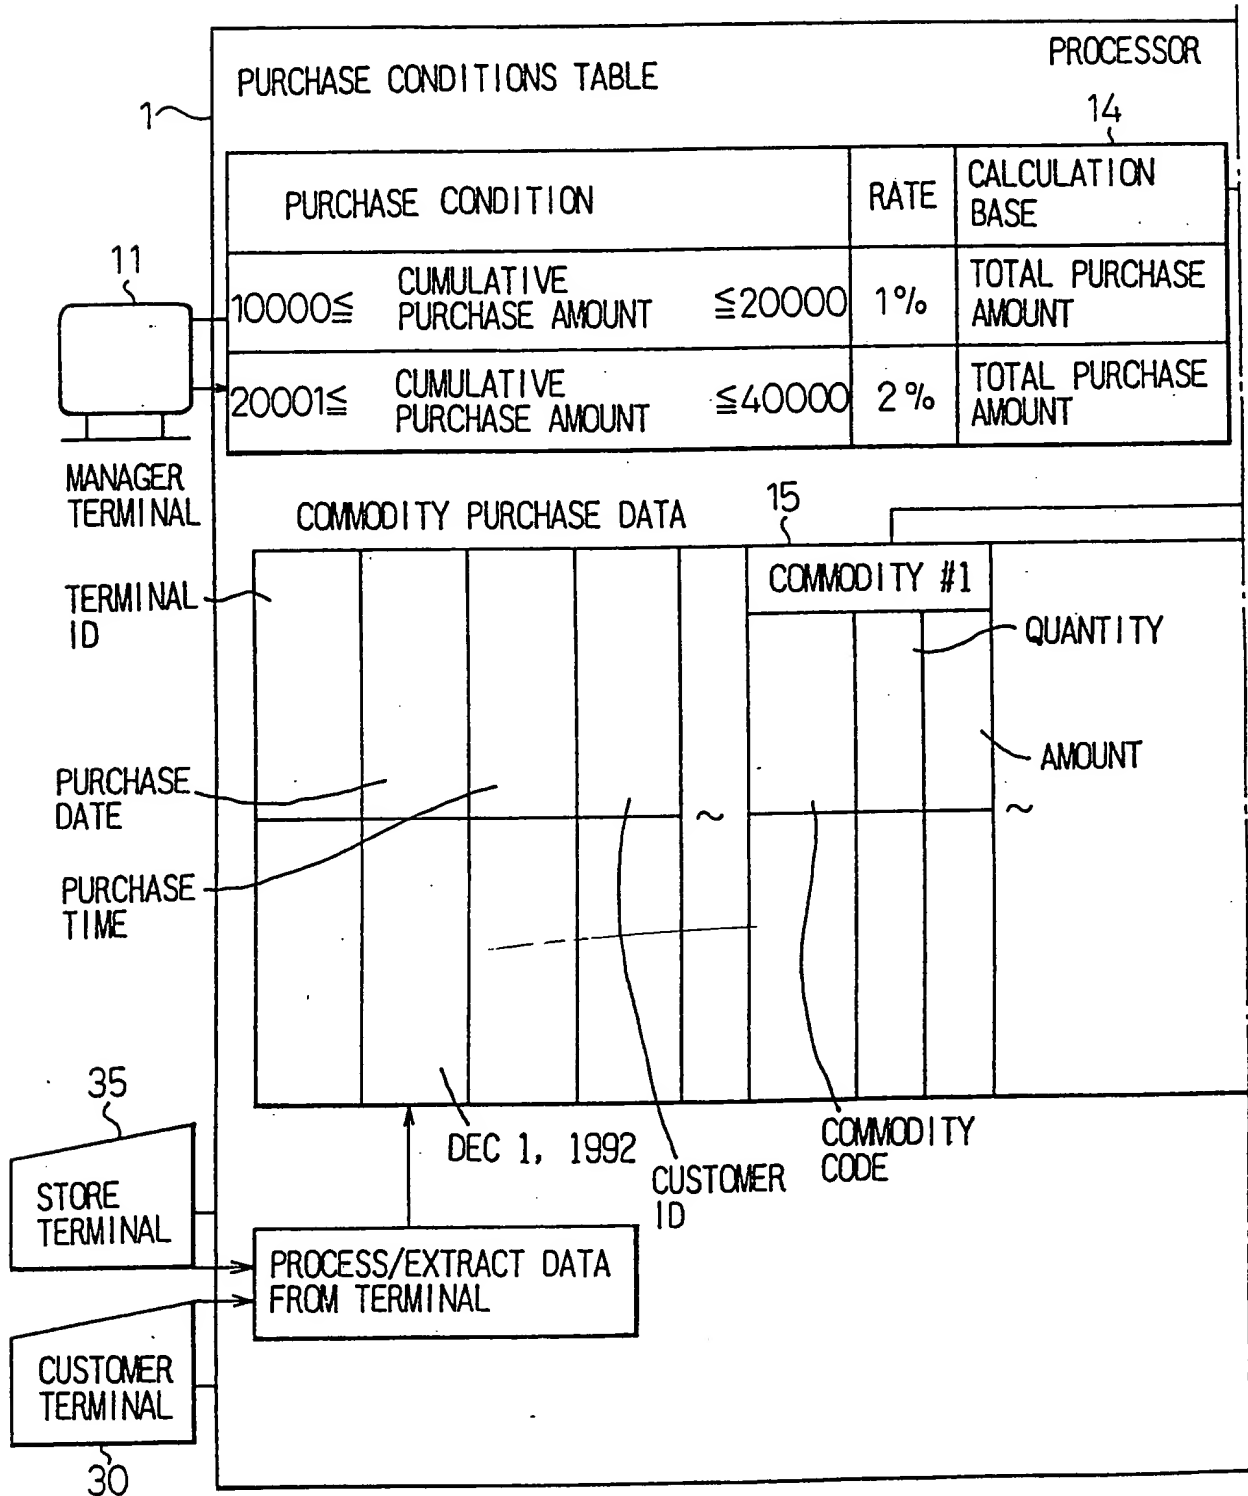 PROCESSOR
PURCHASE CONDITIONS TABLE
1
14
PURCHASE CONDITION
RATE
CALCULATION
BASE
11
10000≦ CUMULATIVE PURCHASE AMOUNT ≦20000
1%
TOTAL PURCHASE
AMOUNT
20001≦ CUMULATIVE PURCHASE AMOUNT ≦40000
2%
TOTAL PURCHASE
AMOUNT
MANAGER
TERMINAL
COMMODITY PURCHASE DATA
15
COMMODITY #1
TERMINAL
ID
QUANTITY
AMOUNT
PURCHASE
DATE
~
~
PURCHASE
TIME
35
DEC 1, 1992
CUSTOMER
ID
COMMODITY
CODE
STORE
TERMINAL
PROCESS/EXTRACT DATA
FROM TERMINAL
CUSTOMER
TERMINAL
30